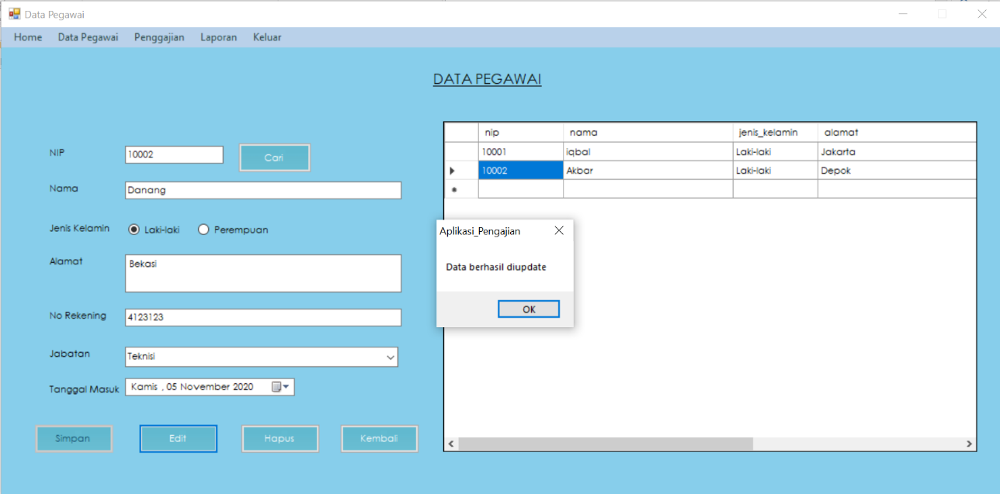 Data Pegawai
Home Data Pegawai Penggajian Laporan Keluar
DATA PEGAWAI
NIP 10002 Cari
Nama Danang
Jenis Kelamin Laki-laki Perempuan
Alamat Bekasi
No Rekening 4123123
Jabatan Teknisi
Tanggal Masuk Kamis , 05 November 2020
Simpan Edit Hapus Kembali
nip nama jenis_kelamin alamat
10001 iqbal Laki-laki Jakarta
10002 Akbar Laki-laki Depok
Aplikasi_Pengajian
Data berhasil diupdate
OK